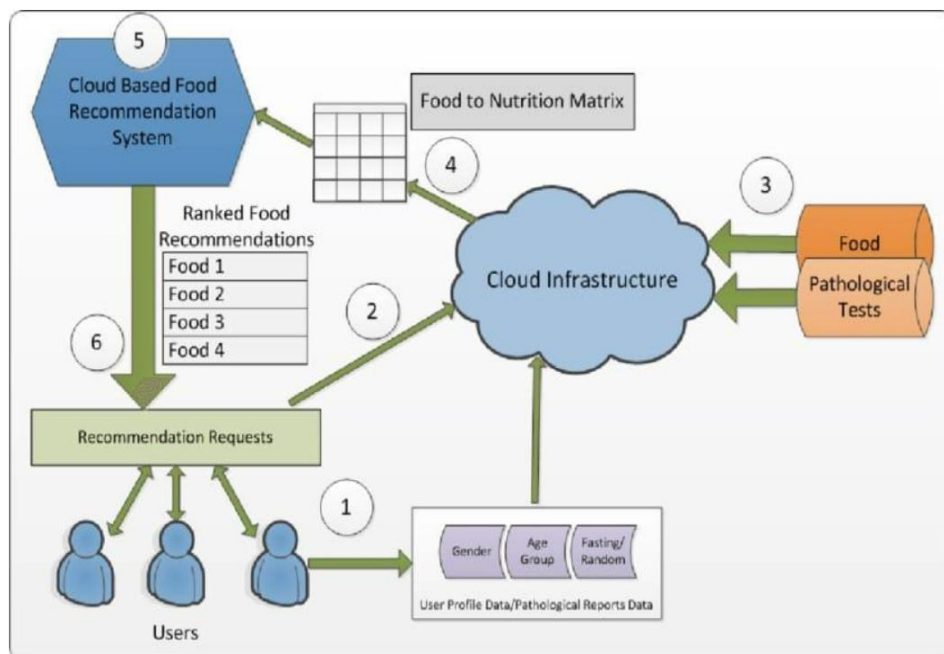 5
Cloud Based Food
Recommendation
System
Food to Nutrition Matrix
4
3
Food
Pathological
Tests
Cloud Infrastructure
Ranked Food
Recommendations
Food 1
Food 2
Food 3
Food 4
2
6
Recommendation Requests
1
Gender
Age
Group
Fasting/
Random
User Profile Data/Pathological Reports Data
Users